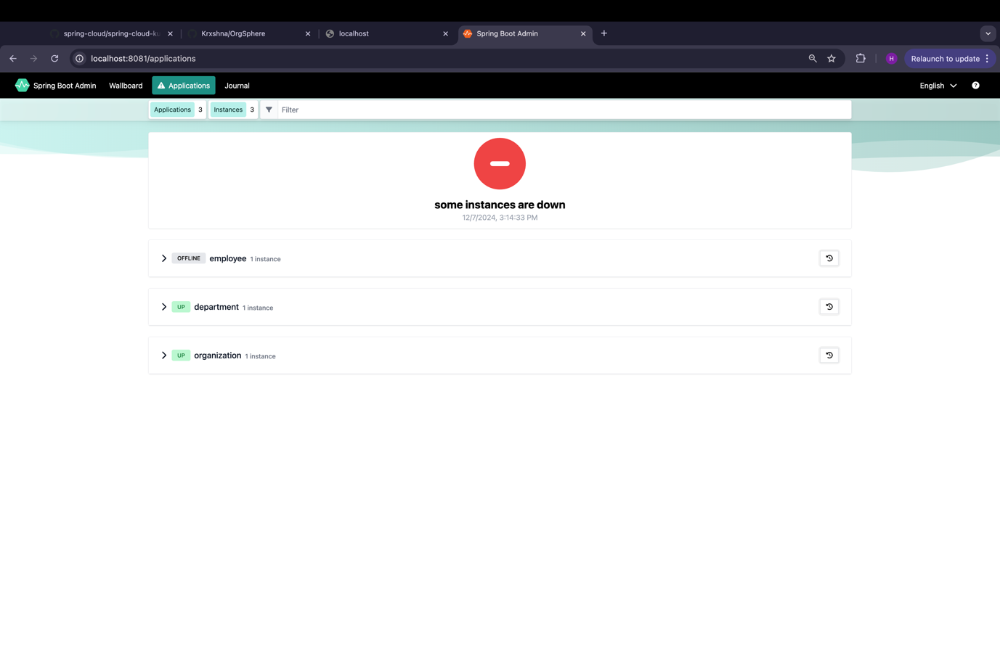 spring-cloud/spring-cloud-ku
Krxshna/OrgSphere
localhost
Spring Boot Admin
localhost:8081/applications
H
Relaunch to update
Spring Boot Admin
Wallboard
Applications
Journal
English
?
Applications 3
Instances 3
Filter
some instances are down
12/7/2024, 3:14:33 PM
OFFLINE employee 1 instance
UP department 1 instance
UP organization 1 instance